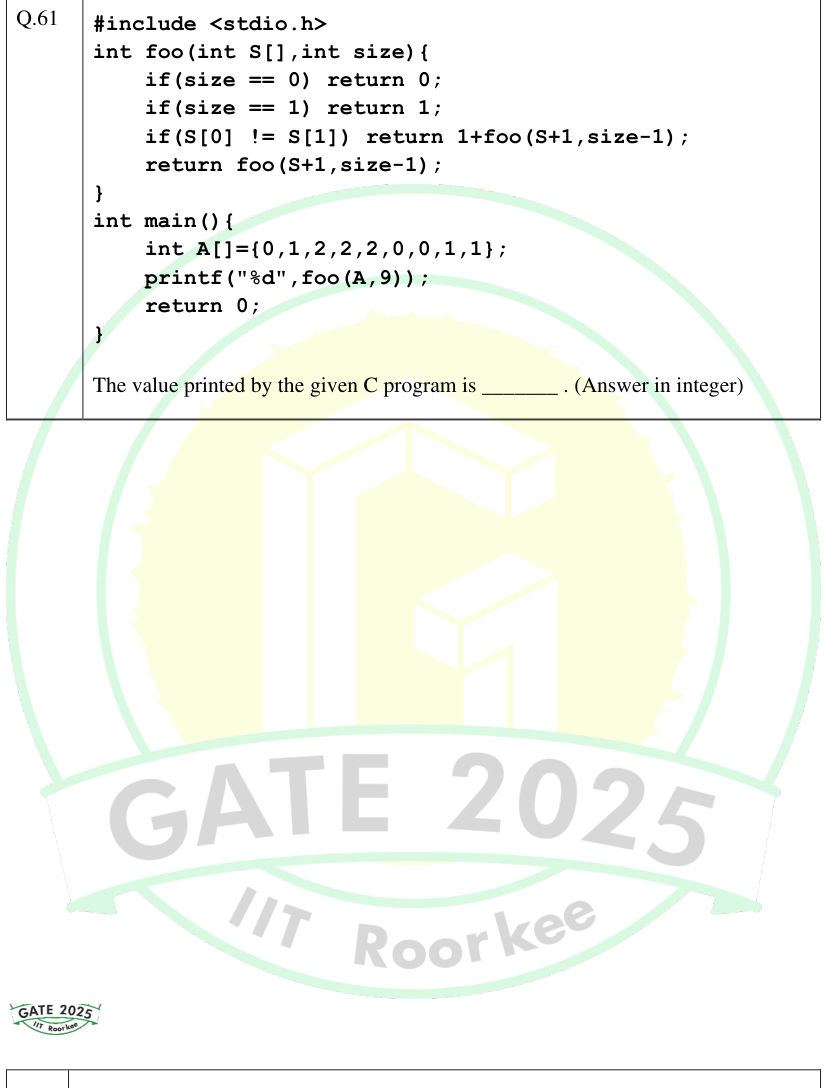 Q.61
#include <stdio.h>
int foo(int S[],int size){
    if(size == 0) return 0;
    if(size == 1) return 1;
    if(S[0] != S[1]) return 1+foo(S+1,size-1);
    return foo(S+1,size-1);
}
int main(){
    int A[]={0,1,2,2,2,0,0,1,1};
    printf("%d",foo(A,9));
    return 0;
}
The value printed by the given C program is _______ . (Answer in integer)
GATE 2025
IIT Roorkee
GATE 2025
IIT Roorkee